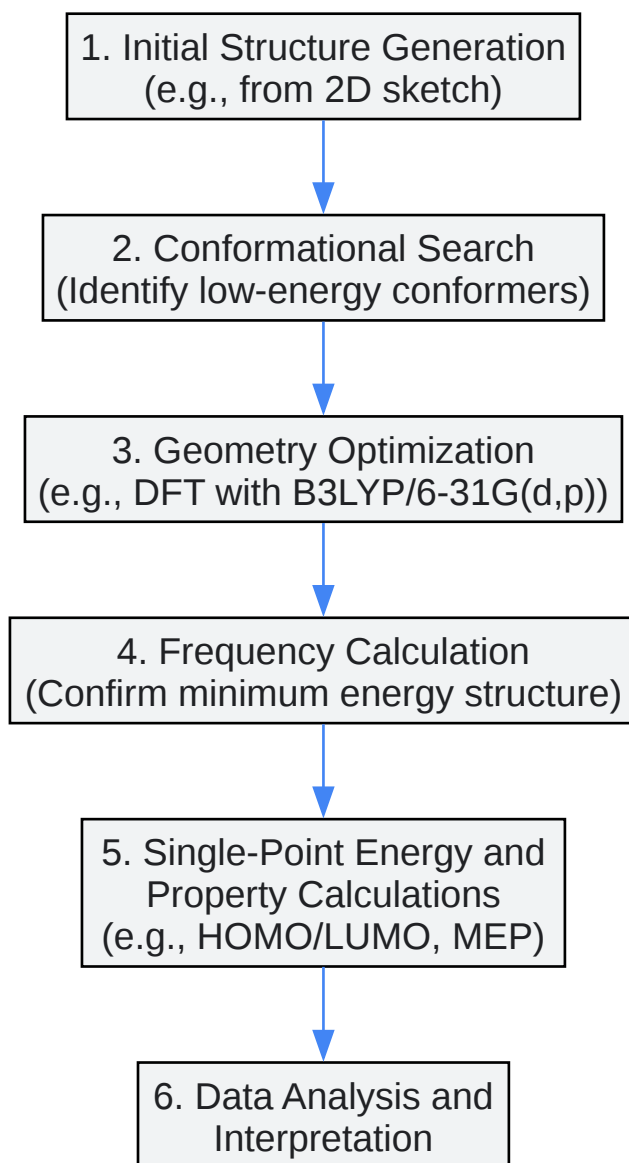 1. Initial Structure Generation
(e.g., from 2D sketch)
2. Conformational Search
(Identify low-energy conformers)
3. Geometry Optimization
(e.g., DFT with B3LYP/6-31G(d,p))
4. Frequency Calculation
(Confirm minimum energy structure)
5. Single-Point Energy and
Property Calculations
(e.g., HOMO/LUMO, MEP)
6. Data Analysis and
Interpretation